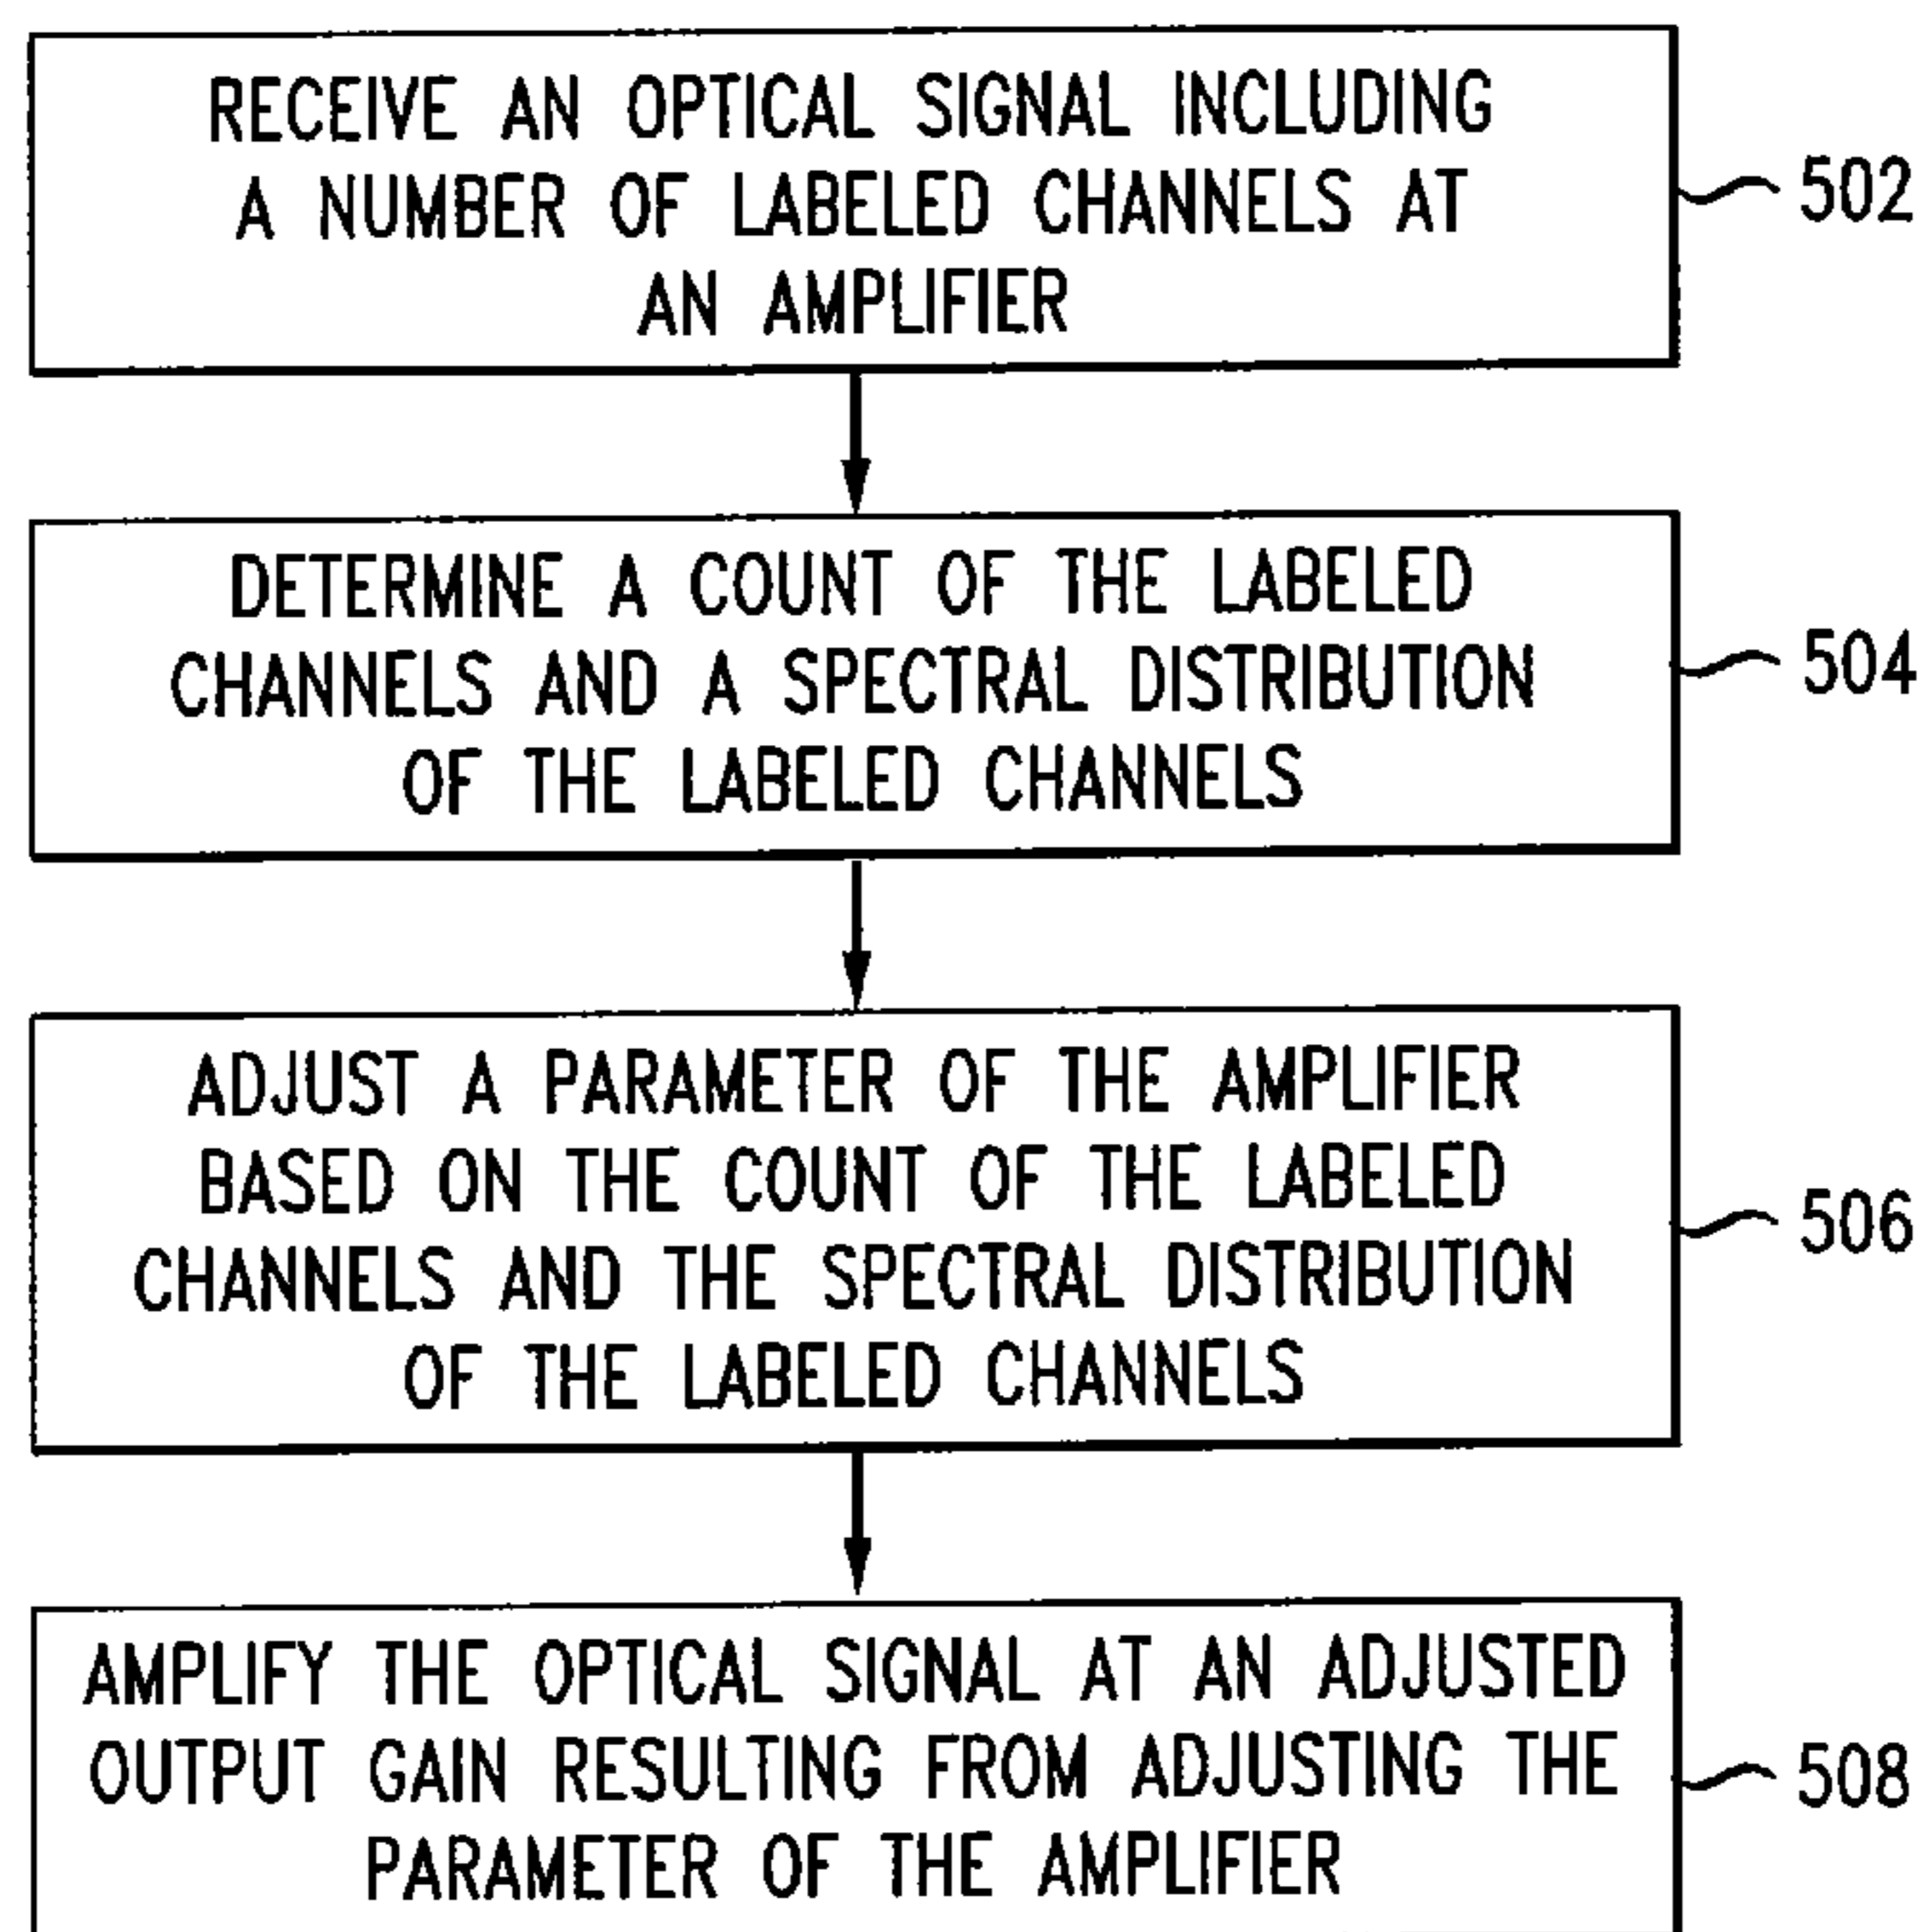 RECEIVE AN OPTICAL SIGNAL INCLUDING
A NUMBER OF LABELED CHANNELS AT
AN AMPLIFIER
502
DETERMINE A COUNT OF THE LABELED
CHANNELS AND A SPECTRAL DISTRIBUTION
OF THE LABELED CHANNELS
504
ADJUST A PARAMETER OF THE AMPLIFIER
BASED ON THE COUNT OF THE LABELED
CHANNELS AND THE SPECTRAL DISTRIBUTION
OF THE LABELED CHANNELS
506
AMPLIFY THE OPTICAL SIGNAL AT AN ADJUSTED
OUTPUT GAIN RESULTING FROM ADJUSTING THE
PARAMETER OF THE AMPLIFIER
508